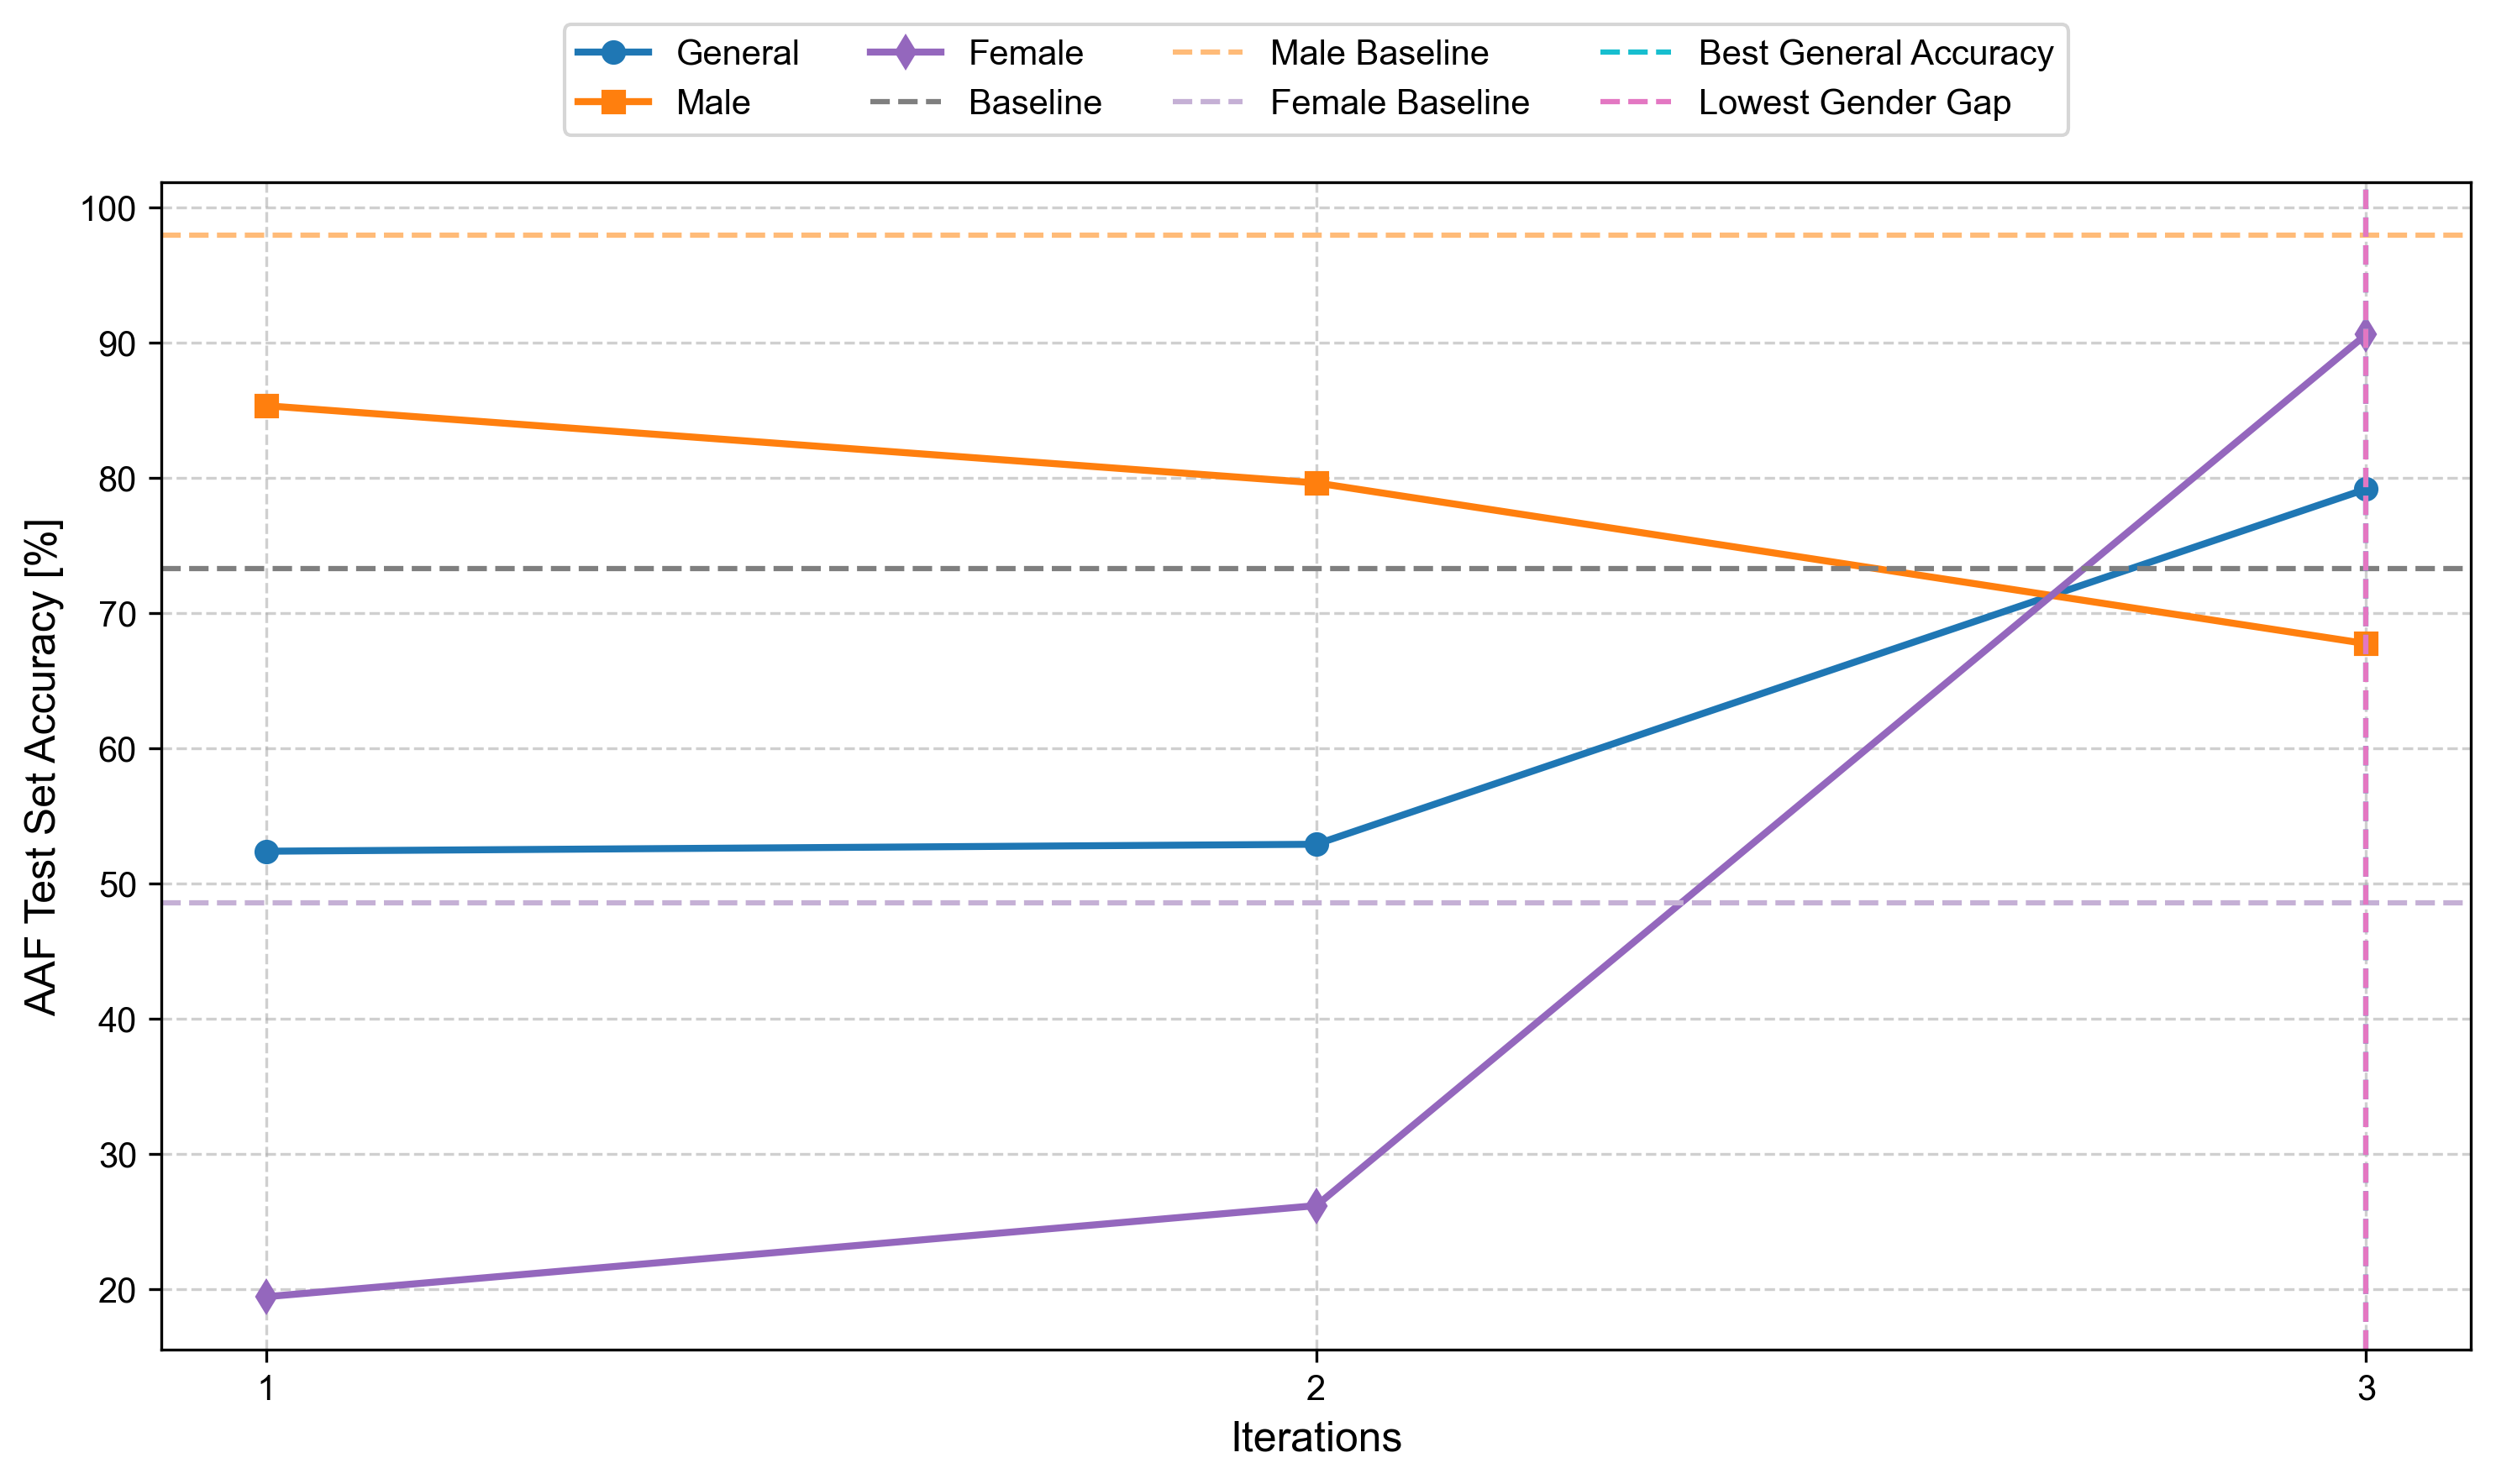 General
Male
Female
Baseline
Male Baseline
Female Baseline
Best General Accuracy
Lowest Gender Gap
AAF Test Set Accuracy [%]
100
90
80
70
60
50
40
30
20
1
2
3
Iterations